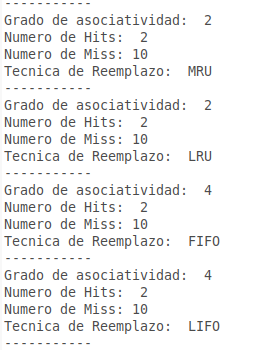 -----------
Grado de asociatividad:  2
Numero de Hits:  2
Numero de Miss: 10
Tecnica de Reemplazo:  MRU
-----------
Grado de asociatividad:  2
Numero de Hits:  2
Numero de Miss: 10
Tecnica de Reemplazo:  LRU
-----------
Grado de asociatividad:  4
Numero de Hits:  2
Numero de Miss: 10
Tecnica de Reemplazo:  FIFO
-----------
Grado de asociatividad:  4
Numero de Hits:  2
Numero de Miss: 10
Tecnica de Reemplazo:  LIFO
-----------